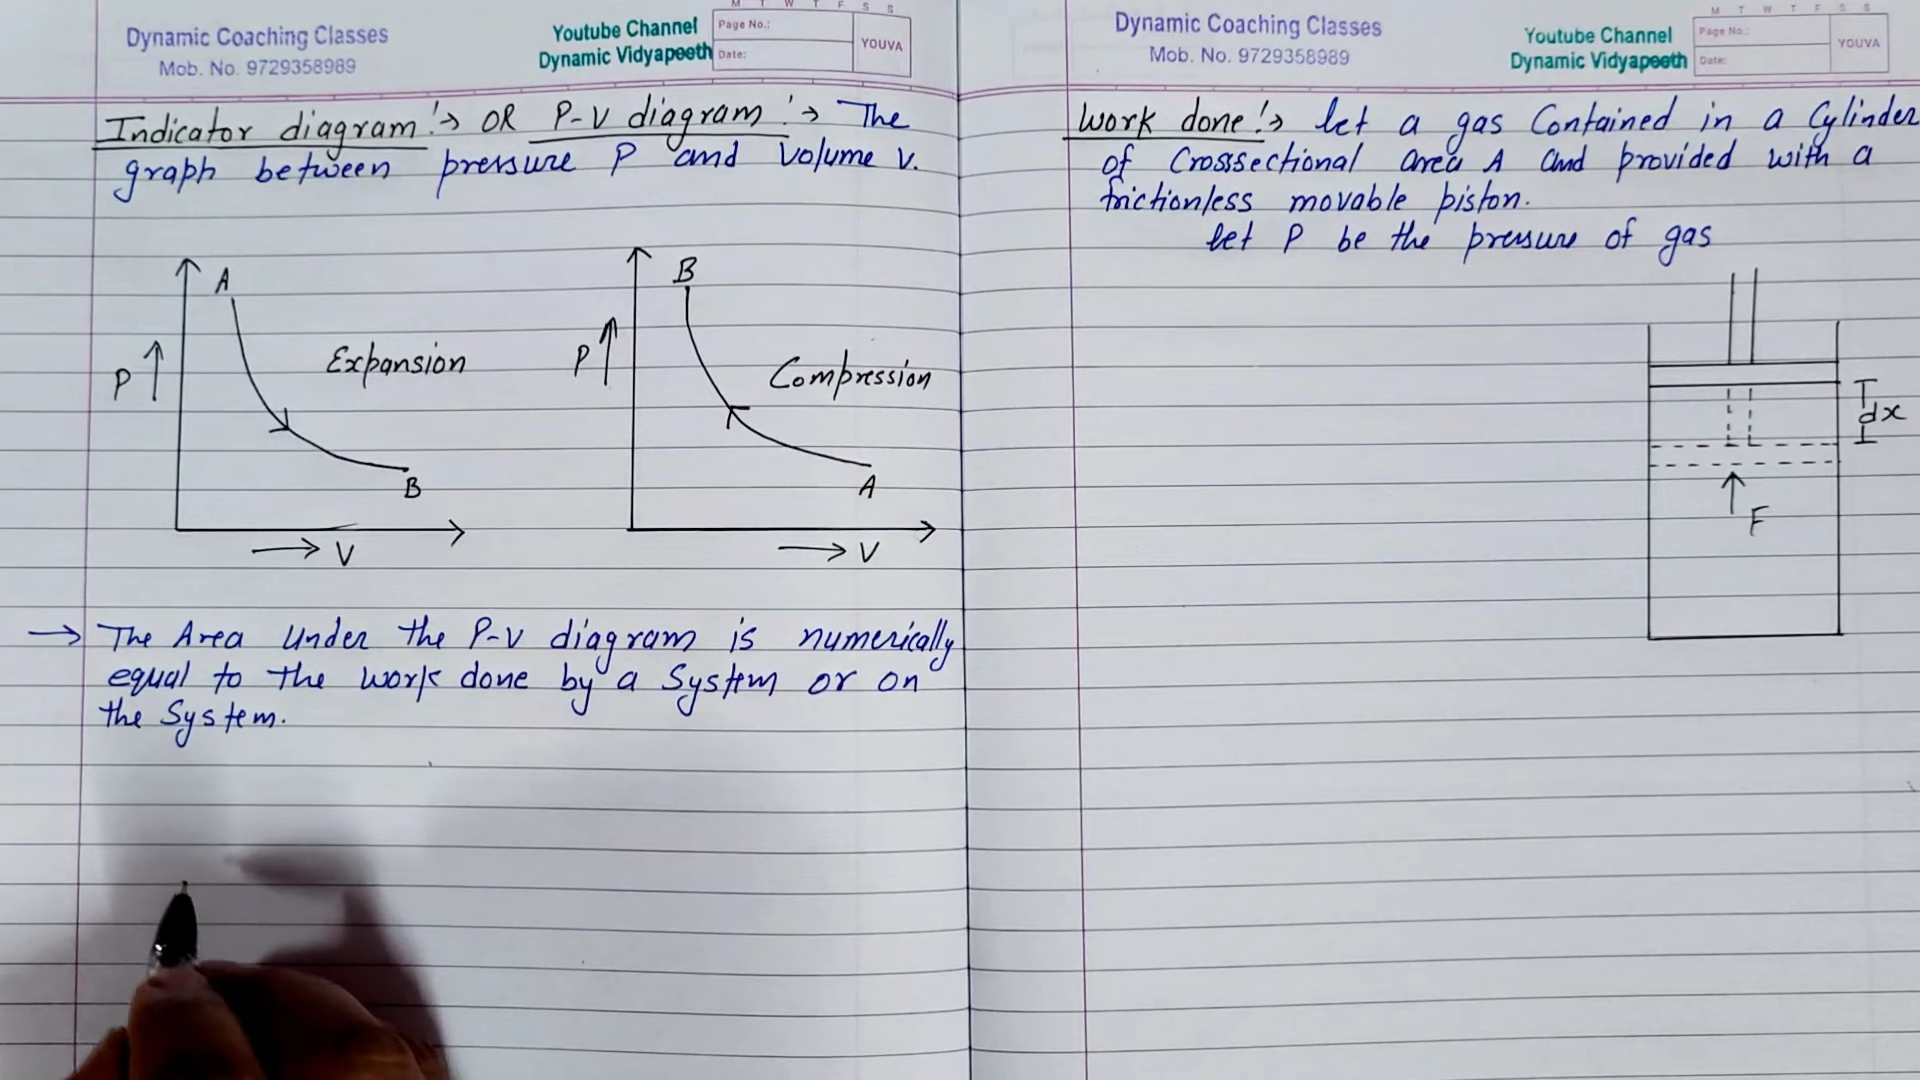 Dynamic Coaching Classes
Mob. No. 9729358989
Youtube Channel
Dynamic Vidyapeeth
M T W T F S S
Page No.:
Date:
YOUVA
Indicator diagram :→ OR P-V diagram :→ The
graph between pressure P and Volume V.
A
P
Expansion
B
V
B
P
Compression
A
V
→ The Area Under the P-V diagram is numerically
equal to the work done by a System or on
the System.
Dynamic Coaching Classes
Mob. No. 9729358989
Youtube Channel
Dynamic Vidyapeeth
M T W T F S S
Page No.:
Date:
YOUVA
Work done :→ let a gas Contained in a Cylinder
of Crosssectional area A and provided with a
frictionless movable piston.
let P be the pressure of gas
dx
F